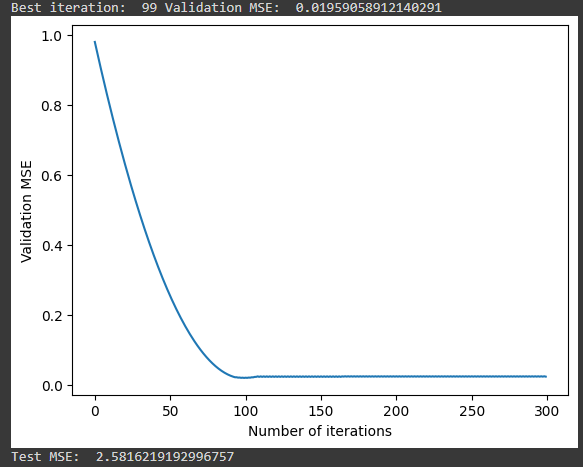 Best iteration:  99 Validation MSE:  0.01959058912140291
1.0
0.8
0.6
0.4
0.2
0.0
Validation MSE
0 50 100 150 200 250 300
Number of iterations
Test MSE:  2.5816219192996757